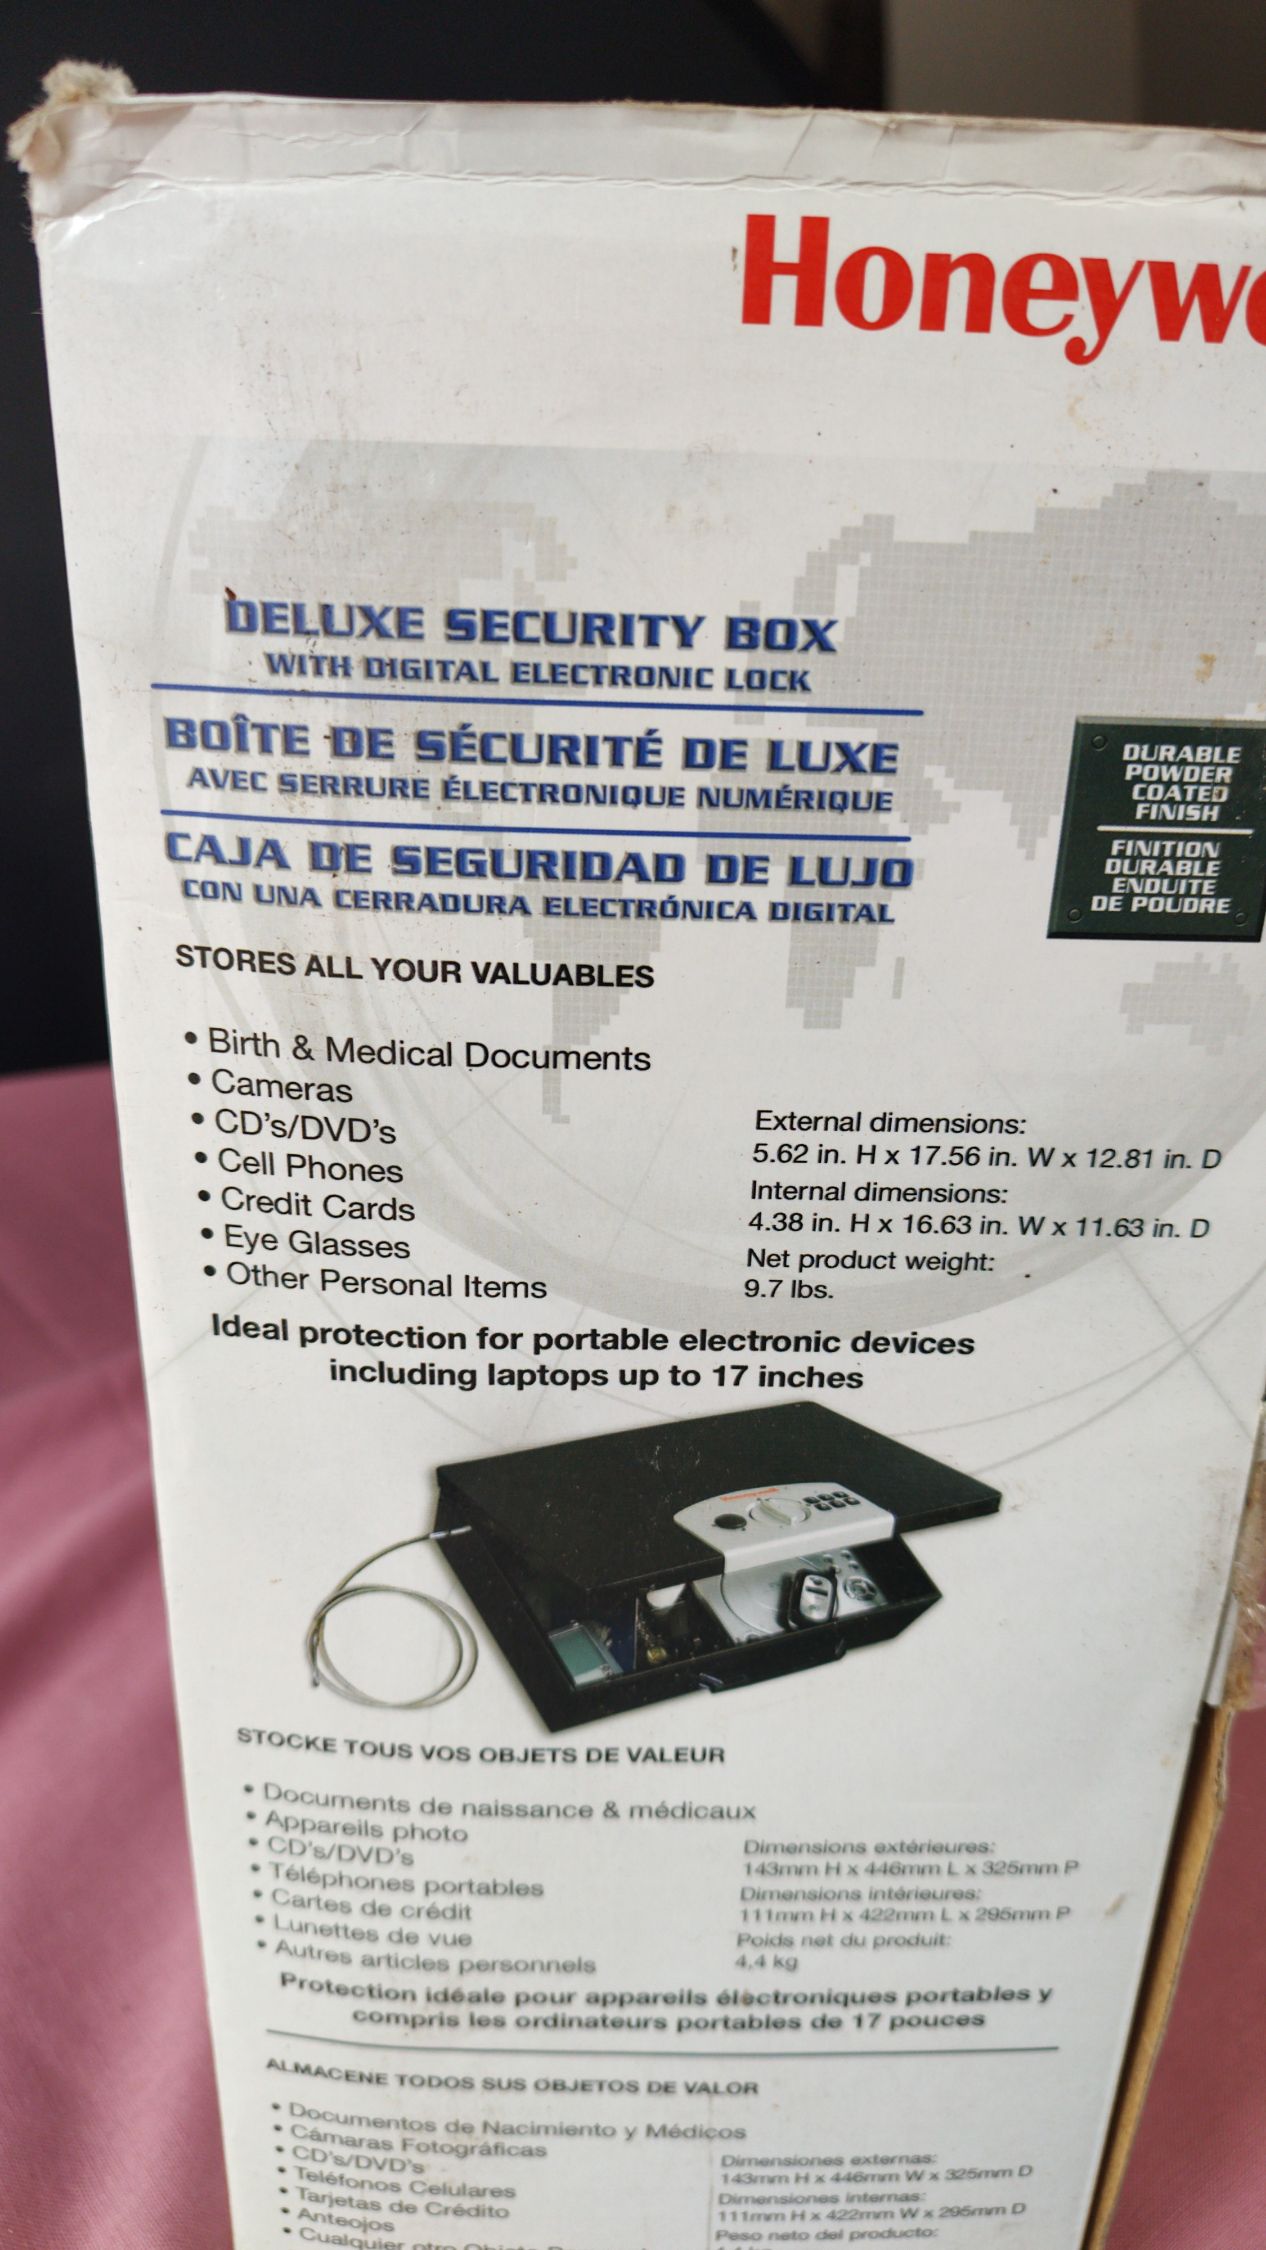 Honeywe
DELUXE SECURITY BOX
WITH DIGITAL ELECTRONIC LOCK
BOÎTE DE SÉCURITÉ DE LUXE
AVEC SERRURE ÉLECTRONIQUE NUMÉRIQUE
CAJA DE SEGURIDAD DE LUJO
CON UNA CERRADURA ELECTRÓNICA DIGITAL
DURABLE
POWDER
COATED
FINISH
FINITION
DURABLE
ENDUITE
DE POUDRE
STORES ALL YOUR VALUABLES
• Birth & Medical Documents
• Cameras
• CD's/DVD's
• Cell Phones
• Credit Cards
• Eye Glasses
• Other Personal Items
External dimensions:
5.62 in. H x 17.56 in. W x 12.81 in. D
Internal dimensions:
4.38 in. H x 16.63 in. W x 11.63 in. D
Net product weight:
9.7 lbs.
Ideal protection for portable electronic devices
including laptops up to 17 inches
Honeywell
STOCKE TOUS VOS OBJETS DE VALEUR
• Documents de naissance & médicaux
• Appareils photo
• CD's/DVD's
• Téléphones portables
• Cartes de crédit
• Lunettes de vue
• Autres articles personnels
Dimensions extérieures:
143mm H x 446mm L x 325mm P
Dimensions intérieures:
111mm H x 422mm L x 295mm P
Poids net du produit:
4,4 kg
Protection idéale pour appareils électroniques portables y
compris les ordinateurs portables de 17 pouces
ALMACENE TODOS SUS OBJETOS DE VALOR
• Documentos de Nacimiento y Médicos
• Cámaras Fotográficas
• CD's/DVD's
• Teléfonos Celulares
• Tarjetas de Crédito
• Anteojos
• Cualquier otro Objeto
Dimensiones externas:
143mm H x 446mm W x 325mm D
Dimensiones internas:
111mm H x 422mm W x 295mm D
Peso neto del producto: